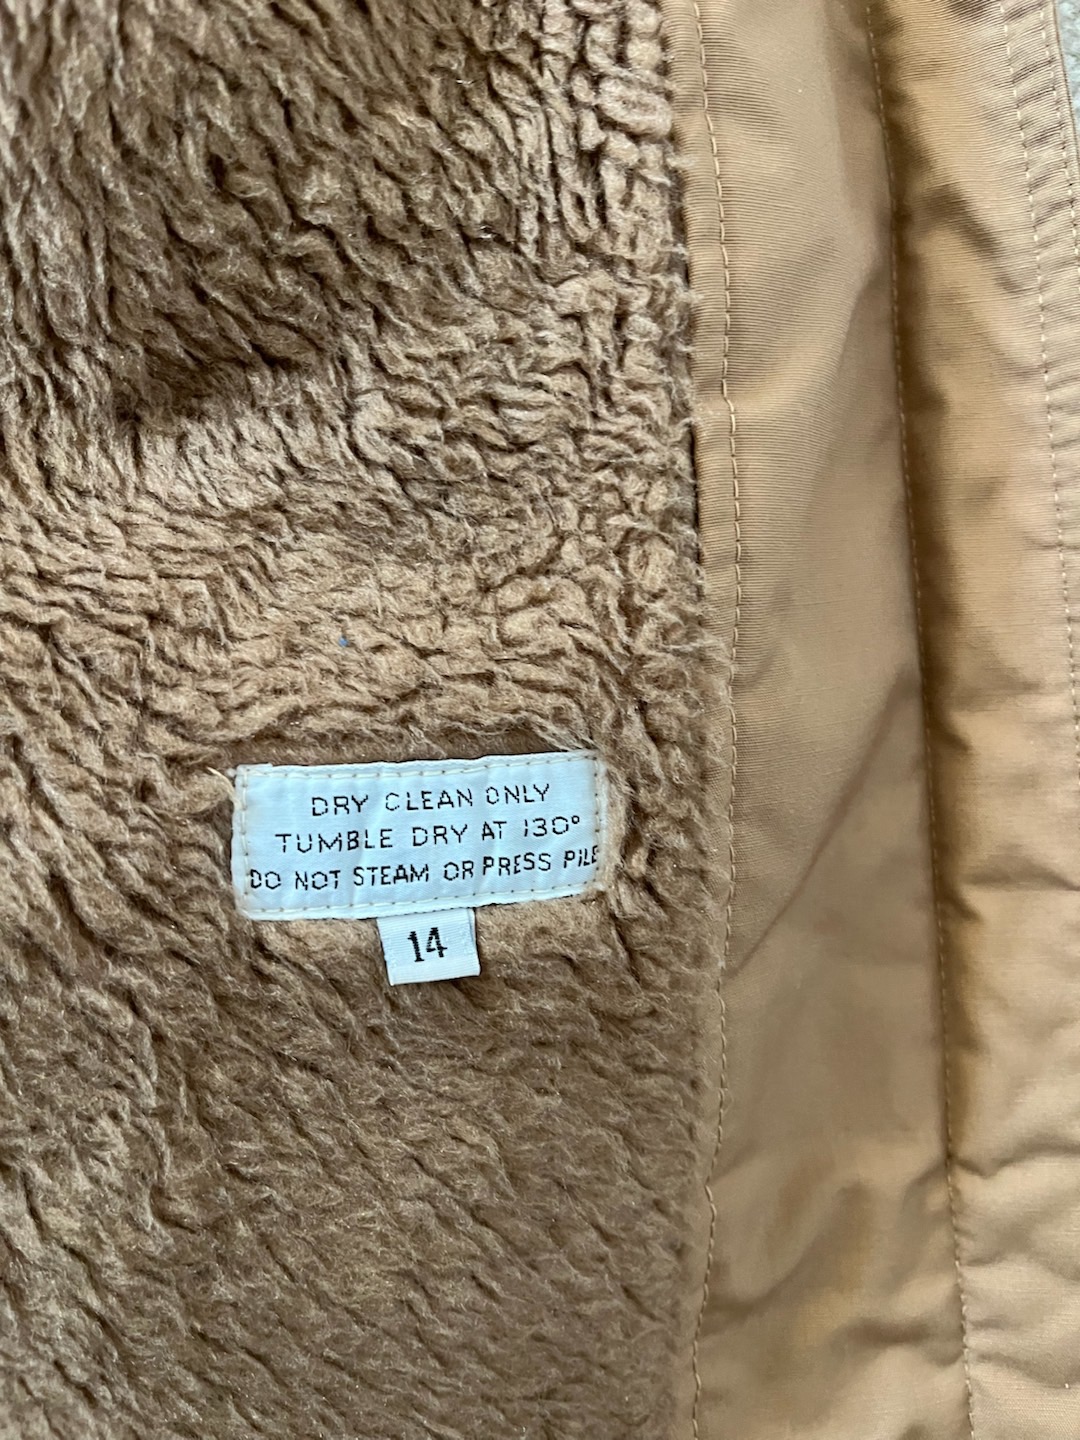 DRY CLEAN ONLY
TUMBLE DRY AT 130°
DO NOT STEAM OR PRESS PILE
14